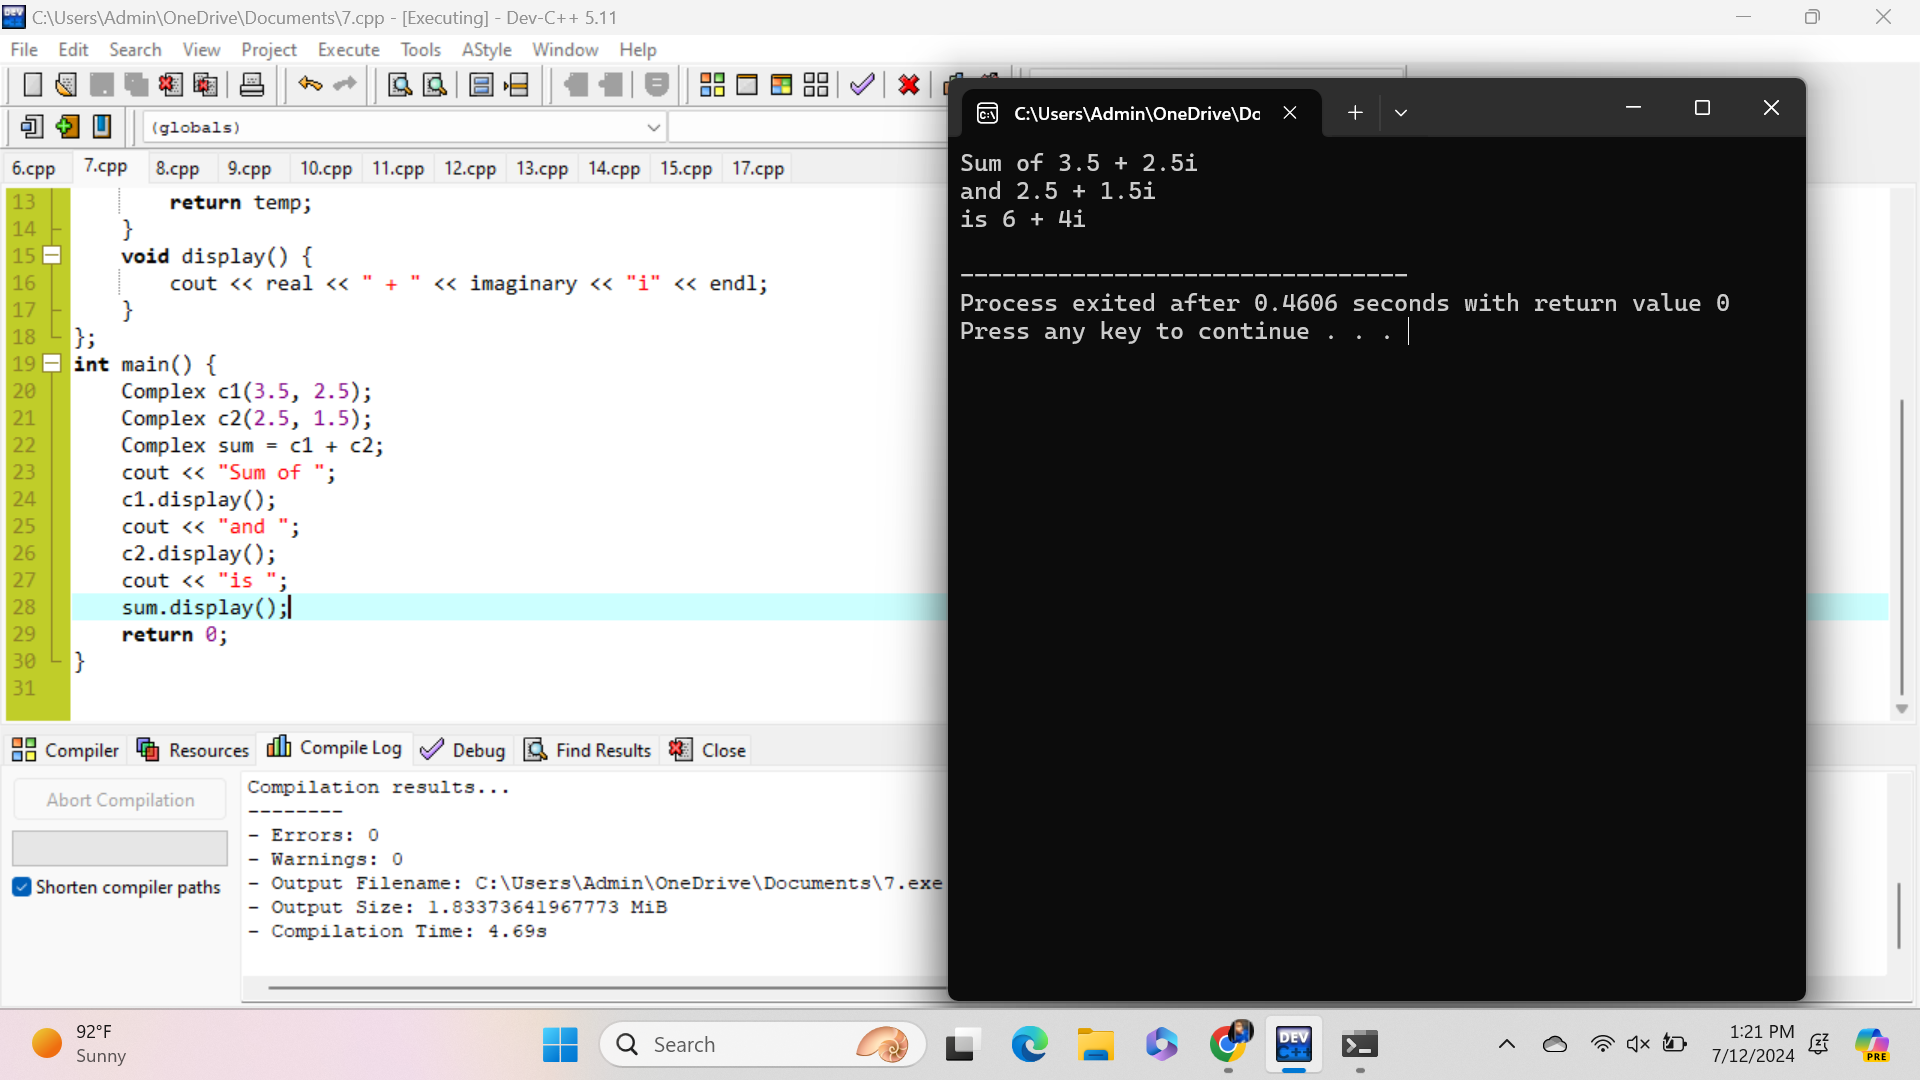 C:\Users\Admin\OneDrive\Documents\7.cpp - [Executing] - Dev-C++ 5.11
File Edit Search View Project Execute Tools AStyle Window Help
(globals)
6.cpp 7.cpp 8.cpp 9.cpp 10.cpp 11.cpp 12.cpp 13.cpp 14.cpp 15.cpp 17.cpp
13 return temp;
14 }
15 void display() {
16 cout << real << " + " << imaginary << "i" << endl;
17 }
18 };
19 int main() {
20 Complex c1(3.5, 2.5);
21 Complex c2(2.5, 1.5);
22 Complex sum = c1 + c2;
23 cout << "Sum of ";
24 c1.display();
25 cout << "and ";
26 c2.display();
27 cout << "is ";
28 sum.display();
29 return 0;
30 }
31
C:\Users\Admin\OneDrive\Do
Sum of 3.5 + 2.5i
and 2.5 + 1.5i
is 6 + 4i
--------------------------------
Process exited after 0.4606 seconds with return value 0
Press any key to continue . . .
Compiler Resources Compile Log Debug Find Results Close
Abort Compilation
Shorten compiler paths
Compilation results...
--------
- Errors: 0
- Warnings: 0
- Output Filename: C:\Users\Admin\OneDrive\Documents\7.exe
- Output Size: 1.83373641967773 MiB
- Compilation Time: 4.69s
92°F
Sunny
Search
DEV C++
1:21 PM
7/12/2024
PRE